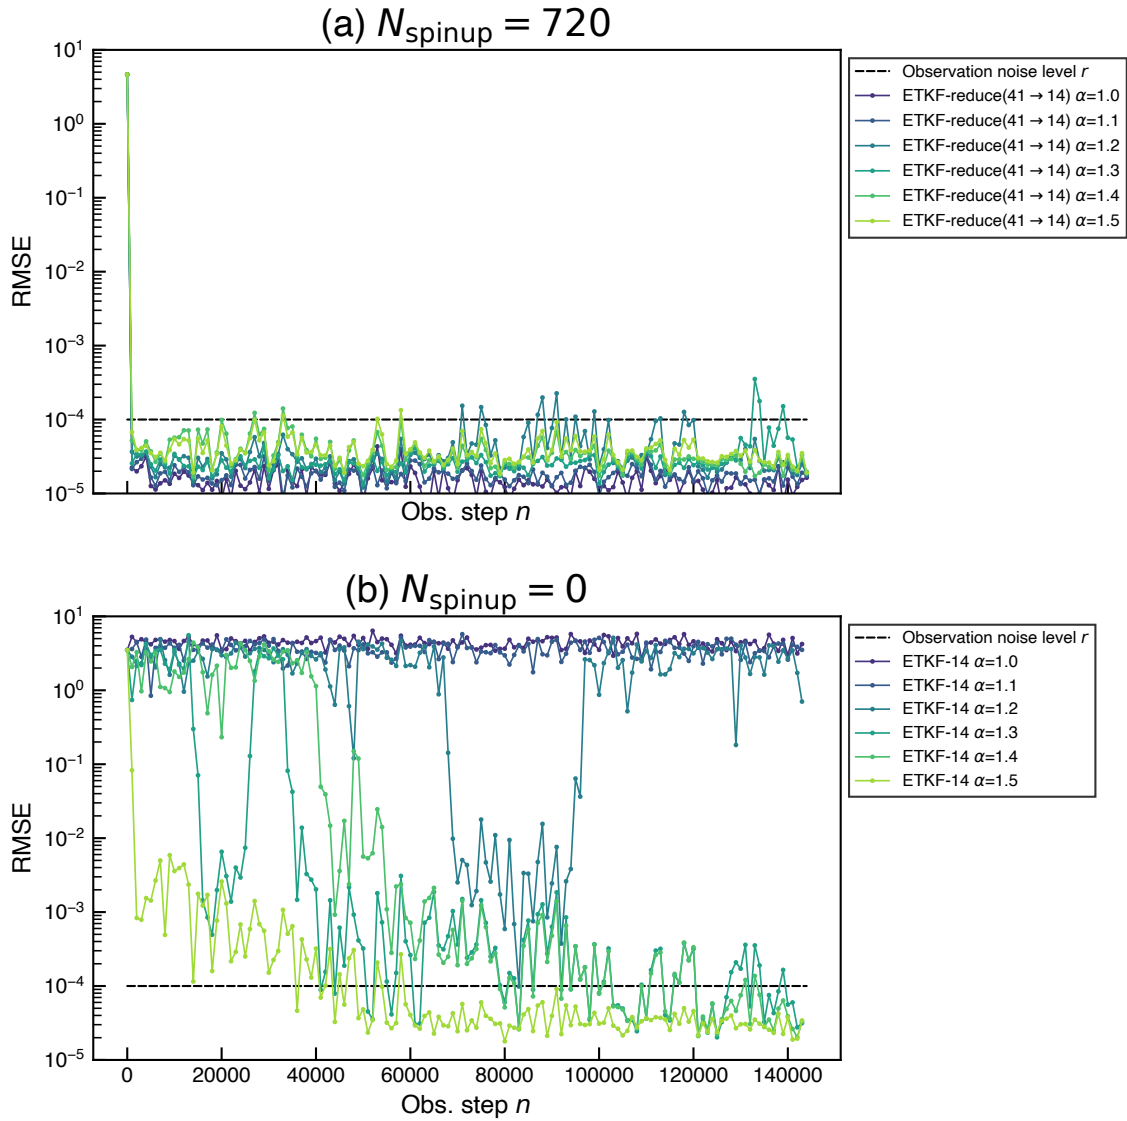 (a) N_spinup = 720
10^1
10^0
10^-1
10^-2
10^-3
10^-4
10^-5
RMSE
Obs. step n
Observation noise level r
ETKF-reduce(41 → 14) α=1.0
ETKF-reduce(41 → 14) α=1.1
ETKF-reduce(41 → 14) α=1.2
ETKF-reduce(41 → 14) α=1.3
ETKF-reduce(41 → 14) α=1.4
ETKF-reduce(41 → 14) α=1.5
(b) N_spinup = 0
10^1
10^0
10^-1
10^-2
10^-3
10^-4
10^-5
RMSE
0 20000 40000 60000 80000 100000 120000 140000
Obs. step n
Observation noise level r
ETKF-14 α=1.0
ETKF-14 α=1.1
ETKF-14 α=1.2
ETKF-14 α=1.3
ETKF-14 α=1.4
ETKF-14 α=1.5